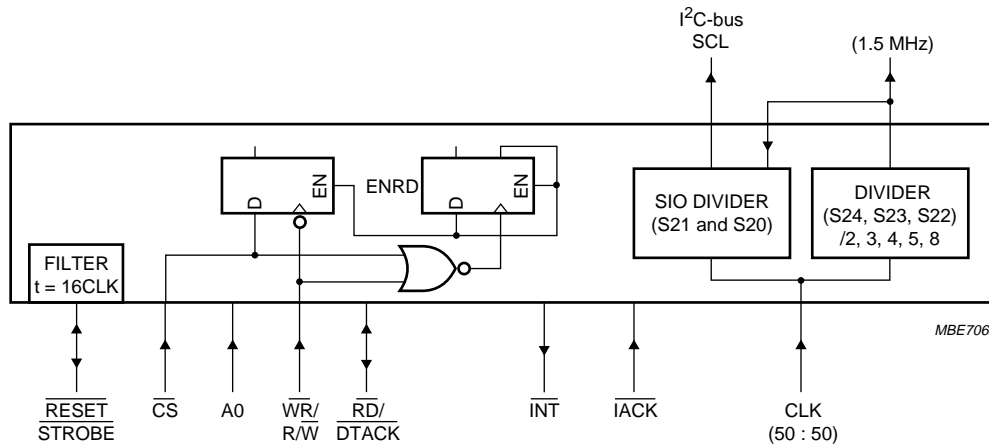 I²C-bus
SCL
(1.5 MHz)
D
EN
ENRD
D
EN
SIO DIVIDER
(S21 and S20)
DIVIDER
(S24, S23, S22)
/2, 3, 4, 5, 8
FILTER
t = 16CLK
MBE706
RESET
STROBE
CS
A0
WR/
R/W
RD/
DTACK
INT
IACK
CLK
(50 : 50)